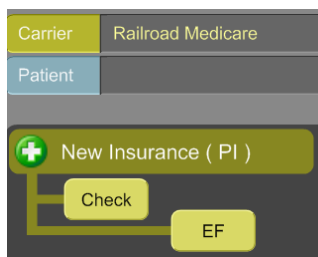 Carrier Railroad Medicare
Patient
New Insurance ( PI )
Check
EF